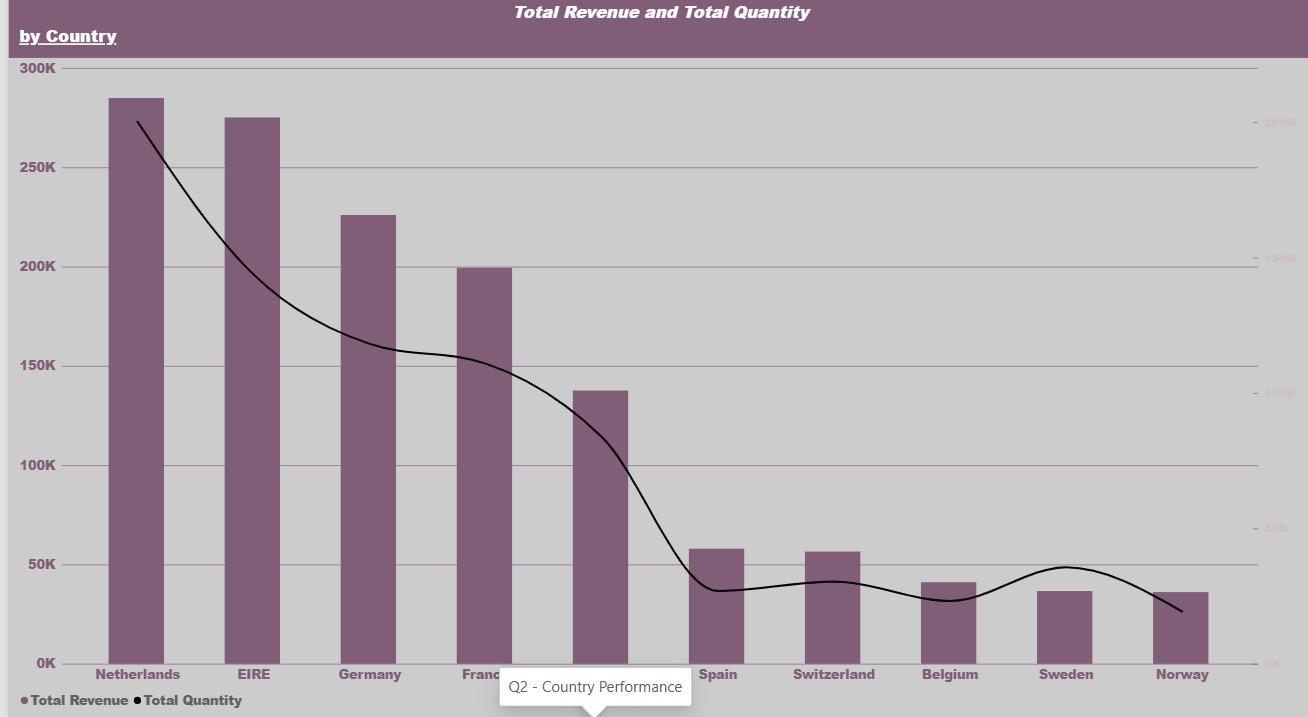 Total Revenue and Total Quantity
by Country
300K
250K
200K
150K
100K
50K
0K
200K
150K
100K
50K
0K
Netherlands EIRE Germany Franc Spain Switzerland Belgium Sweden Norway
Q2 - Country Performance
Total Revenue Total Quantity